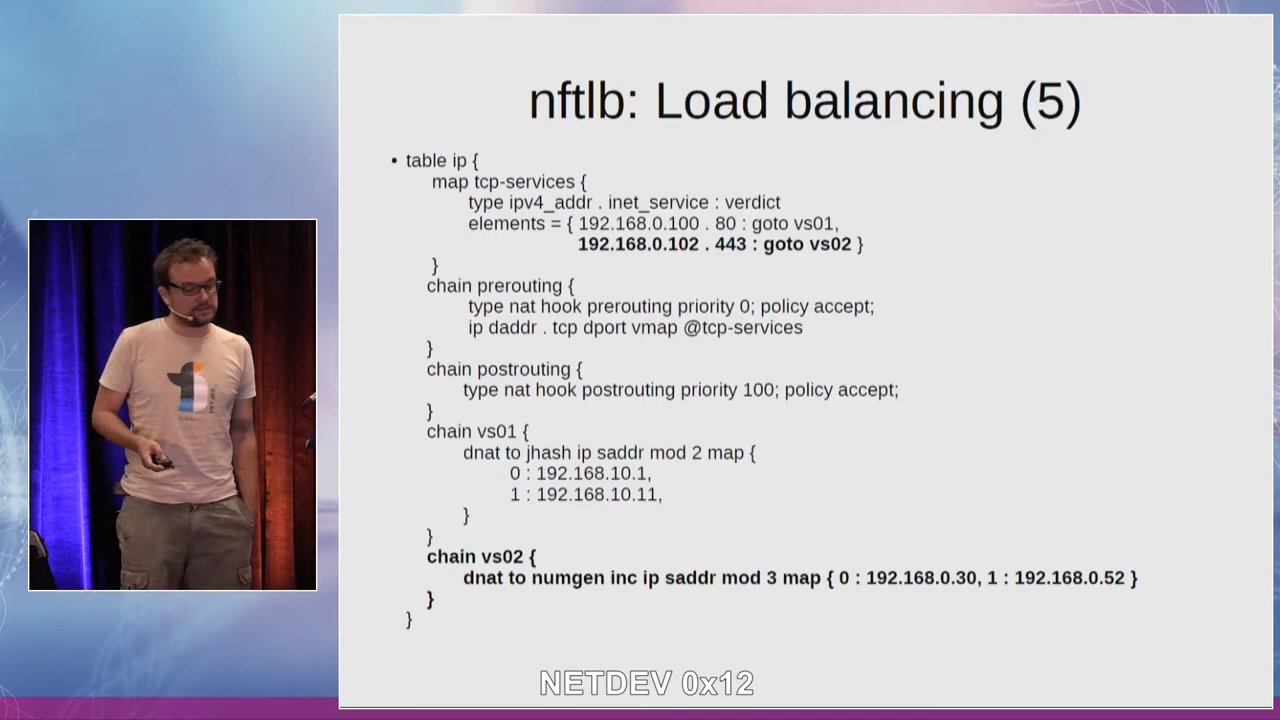 nftlb: Load balancing (5)
• table ip {
map tcp-services {
type ipv4_addr . inet_service : verdict
elements = { 192.168.0.100 . 80 : goto vs01,
192.168.0.102 . 443 : goto vs02 }
}
chain prerouting {
type nat hook prerouting priority 0; policy accept;
ip daddr . tcp dport vmap @tcp-services
}
chain postrouting {
type nat hook postrouting priority 100; policy accept;
}
chain vs01 {
dnat to jhash ip saddr mod 2 map {
0 : 192.168.10.1,
1 : 192.168.10.11,
}
}
chain vs02 {
dnat to numgen inc ip saddr mod 3 map { 0 : 192.168.0.30, 1 : 192.168.0.52 }
}
}
NETDEV 0x12